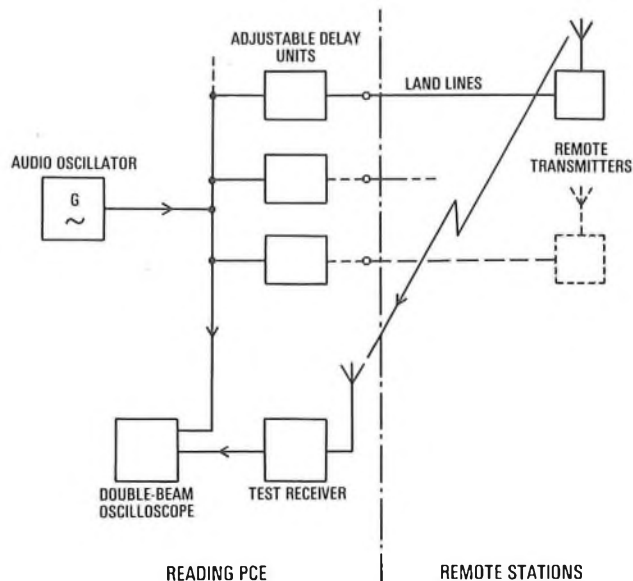 ADJUSTABLE DELAY
UNITS
LAND LINES
AUDIO OSCILLATOR
G
~
REMOTE
TRANSMITTERS
DOUBLE-BEAM
OSCILLOSCOPE
TEST RECEIVER
READING PCE
REMOTE STATIONS